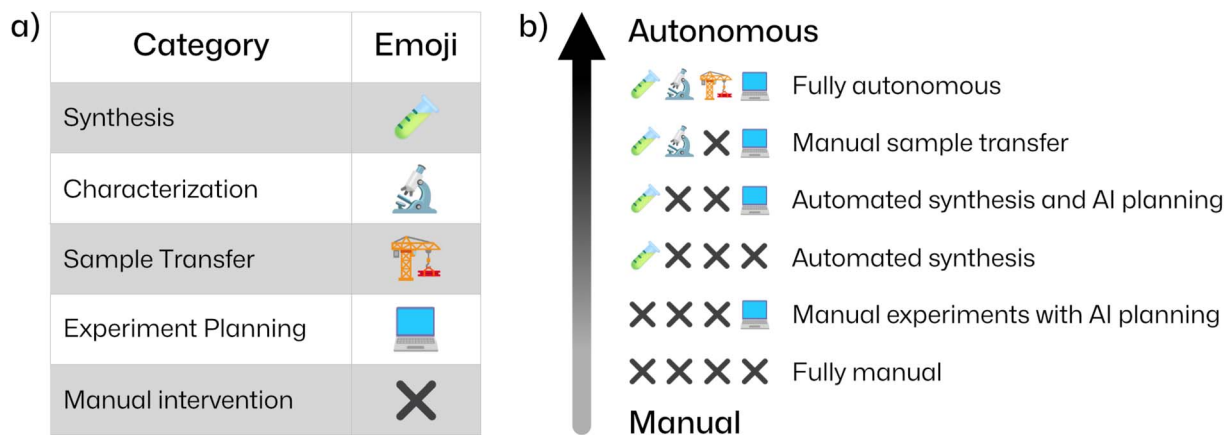 a)
Category Emoji
Synthesis
Characterization
Sample Transfer
Experiment Planning
Manual intervention
b)
Autonomous
Fully autonomous
Manual sample transfer
Automated synthesis and AI planning
Automated synthesis
Manual experiments with AI planning
Fully manual
Manual